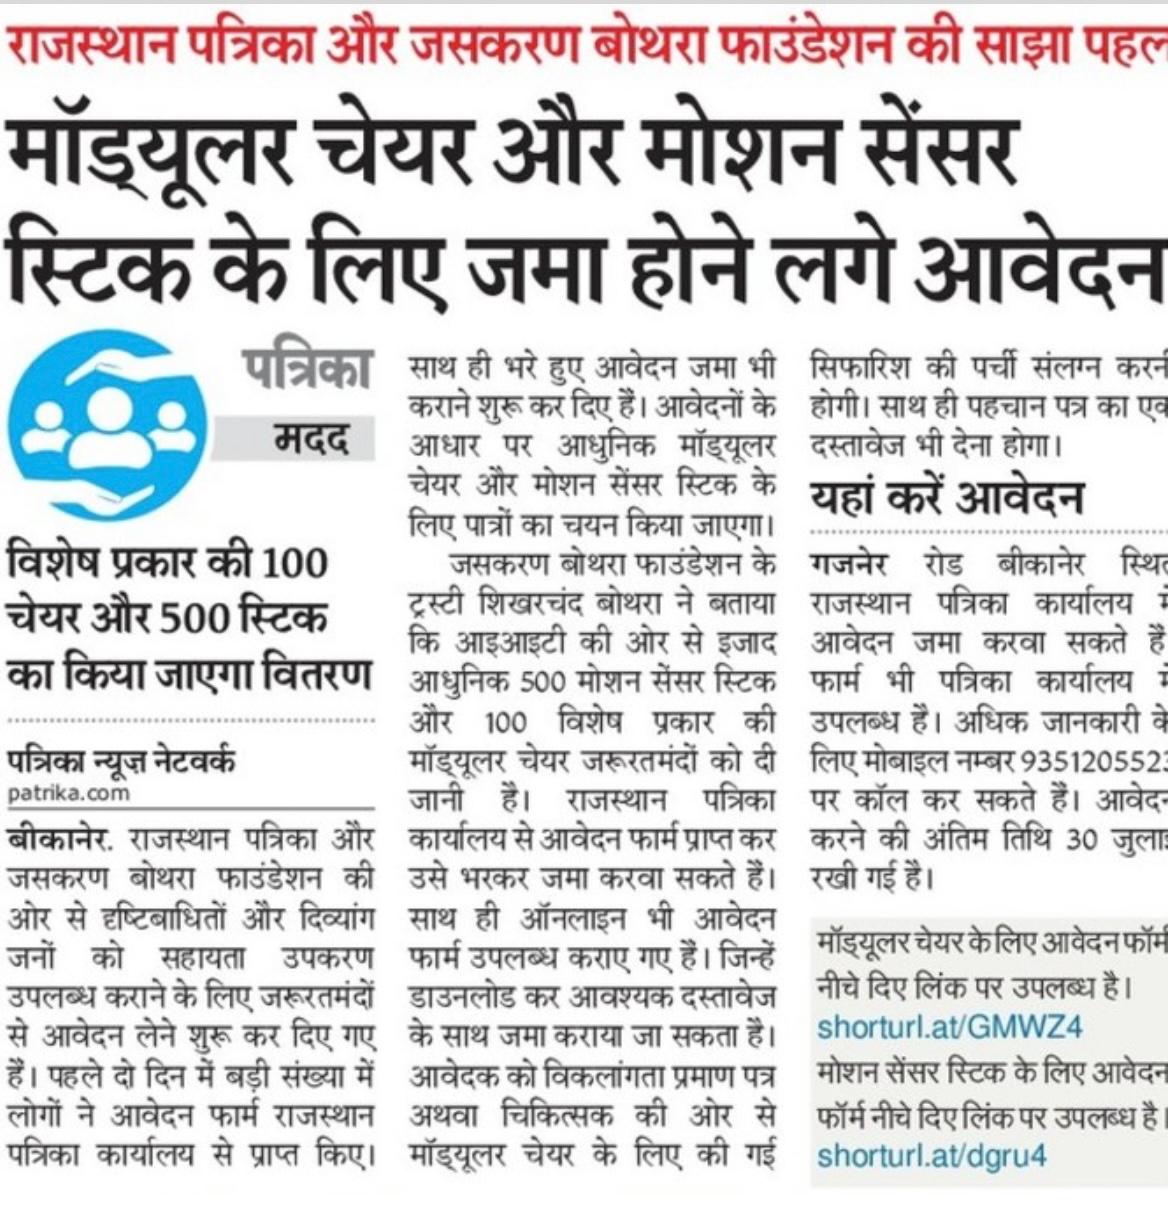 राजस्थान पत्रिका और जसकरण बोथरा फाउंडेशन की साझा पहल
मॉड्यूलर चेयर और मोशन सेंसर
स्टिक के लिए जमा होने लगे आवेदन
पत्रिका
मदद
विशेष प्रकार की 100
चेयर और 500 स्टिक
का किया जाएगा वितरण
पत्रिका न्यूज़ नेटवर्क
patrika.com
बीकानेर. राजस्थान पत्रिका और
जसकरण बोथरा फाउंडेशन की
ओर से दृष्टिबाधितों और दिव्यांग
जनों को सहायता उपकरण
उपलब्ध कराने के लिए जरूरतमंदों
से आवेदन लेने शुरू कर दिए गए
हैं। पहले दो दिन में बड़ी संख्या में
लोगों ने आवेदन फार्म राजस्थान
पत्रिका कार्यालय से प्राप्त किए।
साथ ही भरे हुए आवेदन जमा भी
कराने शुरू कर दिए हैं। आवेदनों के
आधार पर आधुनिक मॉड्यूलर
चेयर और मोशन सेंसर स्टिक के
लिए पात्रों का चयन किया जाएगा।
जसकरण बोथरा फाउंडेशन के
ट्रस्टी शिखरचंद बोथरा ने बताया
कि आइआइटी की ओर से इजाद
आधुनिक 500 मोशन सेंसर स्टिक
और 100 विशेष प्रकार की
मॉड्यूलर चेयर जरूरतमंदों को दी
जानी है। राजस्थान पत्रिका
कार्यालय से आवेदन फार्म प्राप्त कर
उसे भरकर जमा करवा सकते हैं।
साथ ही ऑनलाइन भी आवेदन
फार्म उपलब्ध कराए गए है। जिन्हें
डाउनलोड कर आवश्यक दस्तावेज
के साथ जमा कराया जा सकता है।
आवेदक को विकलांगता प्रमाण पत्र
अथवा चिकित्सक की ओर से
मॉड्यूलर चेयर के लिए की गई
सिफारिश की पर्ची संलग्न करनी
होगी। साथ ही पहचान पत्र का एक
दस्तावेज भी देना होगा।
यहां करें आवेदन
गजनेर रोड बीकानेर स्थित
राजस्थान पत्रिका कार्यालय में
आवेदन जमा करवा सकते हैं
फार्म भी पत्रिका कार्यालय में
उपलब्ध है। अधिक जानकारी के
लिए मोबाइल नम्बर 9351205523
पर कॉल कर सकते है। आवेदन
करने की अंतिम तिथि 30 जुलाई
रखी गई है।
मॉड्यूलर चेयर के लिए आवेदन फॉर्म
नीचे दिए लिंक पर उपलब्ध है।
shorturl.at/GMWZ4
मोशन सेंसर स्टिक के लिए आवेदन
फॉर्म नीचे दिए लिंक पर उपलब्ध है।
shorturl.at/dgru4